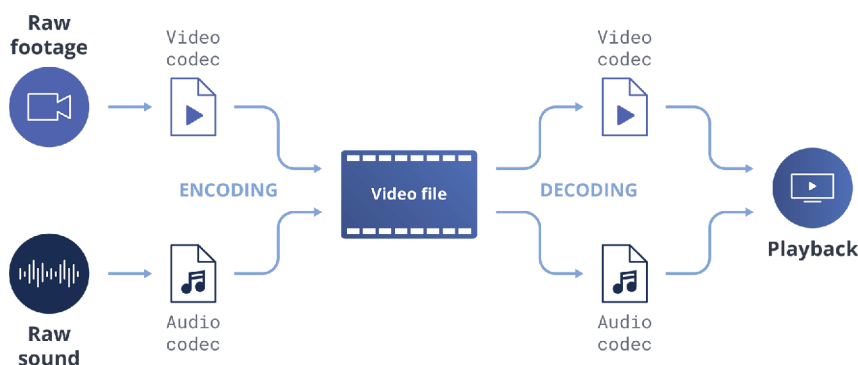 Raw
footage
Video
codec
Video
codec
ENCODING
Video file
DECODING
Playback
Raw
sound
Audio
codec
Audio
codec